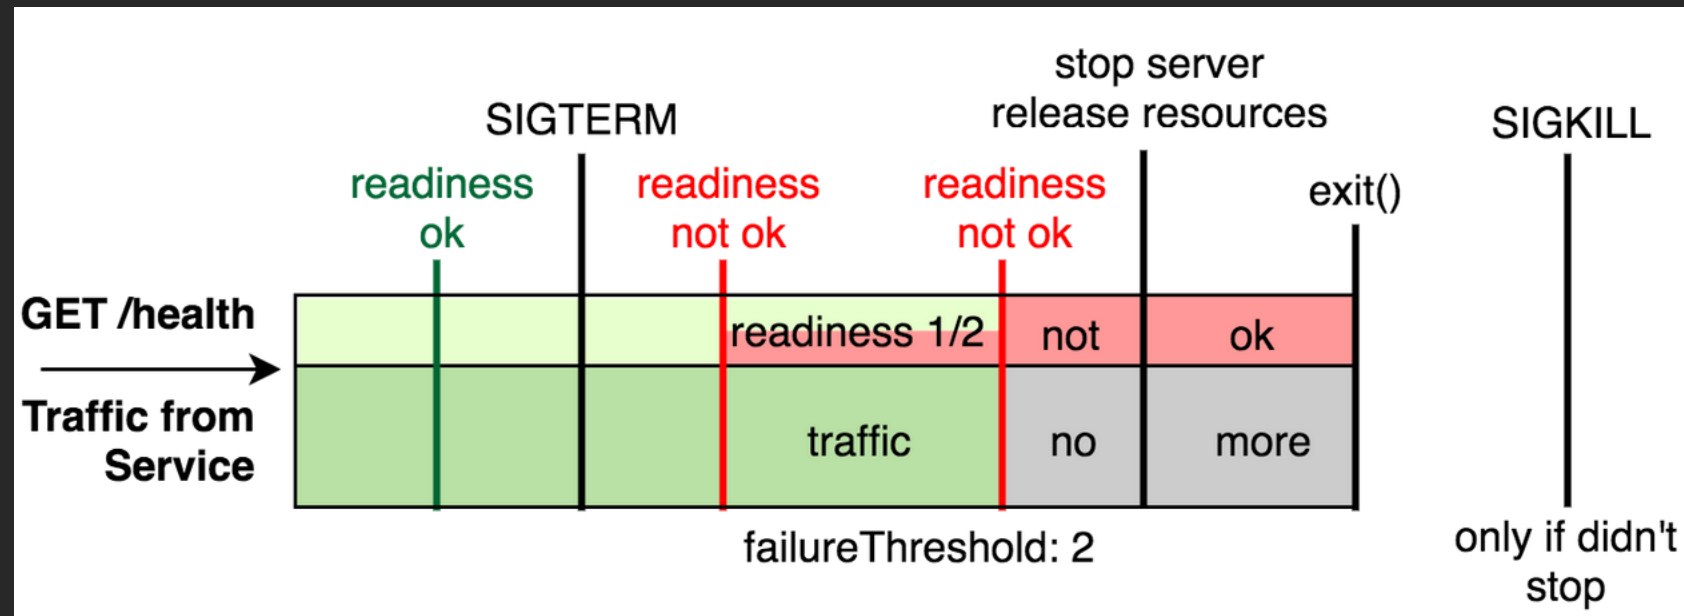 stop server
release resources
SIGTERM
SIGKILL
readiness
ok
readiness
not ok
readiness
not ok
exit()
GET /health
readiness 1/2
not
ok
Traffic from
Service
traffic
no
more
failureThreshold: 2
only if didn't
stop